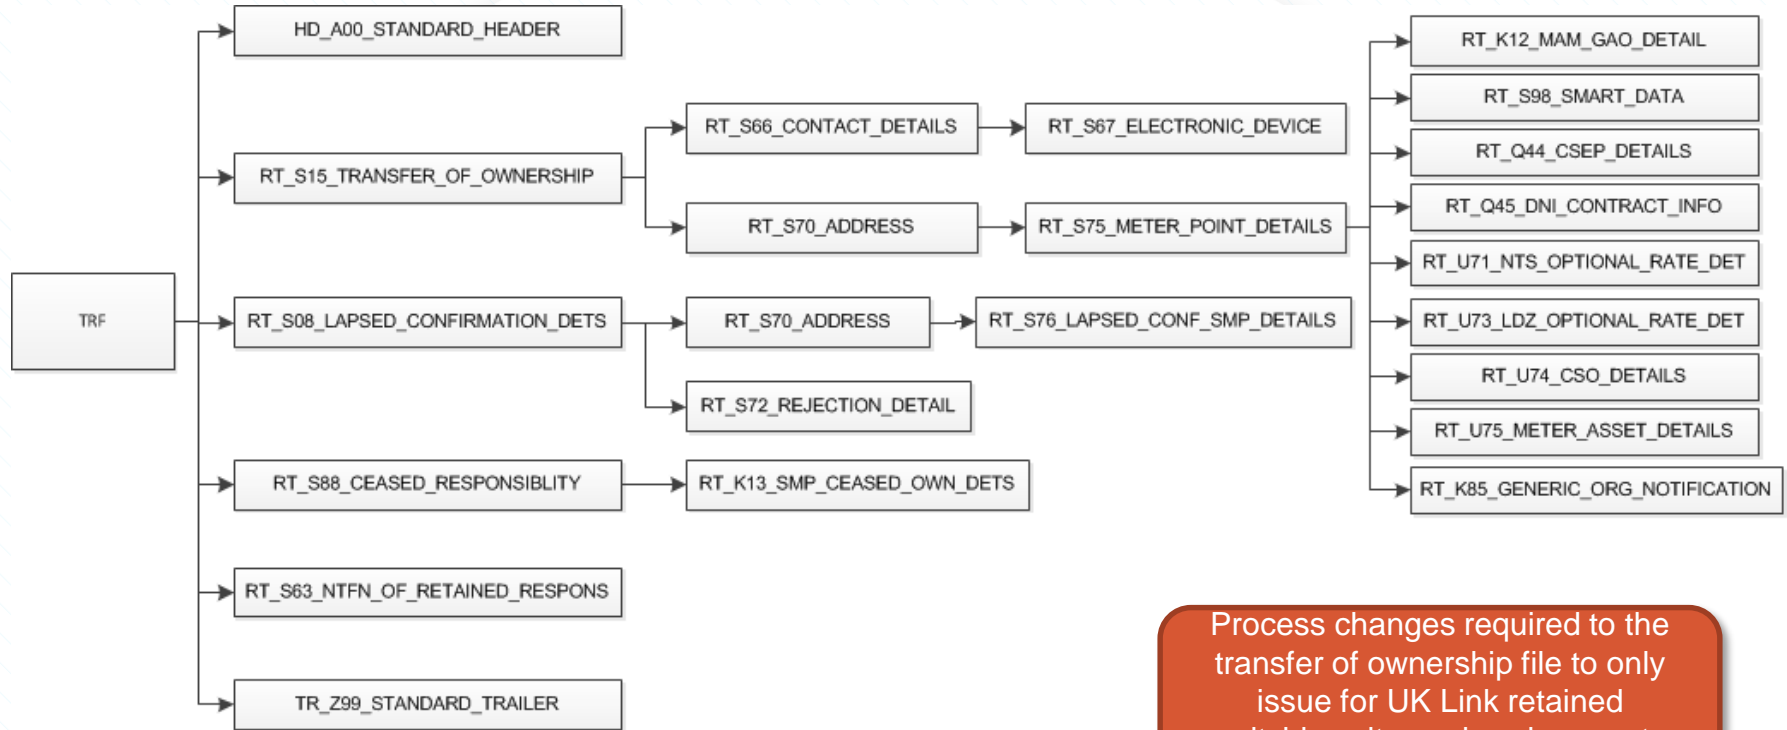 TRF
HD_A00_STANDARD_HEADER
RT_S15_TRANSFER_OF_OWNERSHIP
RT_S66_CONTACT_DETAILS
RT_S67_ELECTRONIC_DEVICE
RT_S70_ADDRESS
RT_S75_METER_POINT_DETAILS
RT_K12_MAM_GAO_DETAIL
RT_S98_SMART_DATA
RT_Q44_CSEP_DETAILS
RT_Q45_DNI_CONTRACT_INFO
RT_U71_NTS_OPTIONAL_RATE_DET
RT_U73_LDZ_OPTIONAL_RATE_DET
RT_U74_CSO_DETAILS
RT_U75_METER_ASSET_DETAILS
RT_K85_GENERIC_ORG_NOTIFICATION
RT_S08_LAPSED_CONFIRMATION_DETS
RT_S70_ADDRESS
RT_S76_LAPSED_CONF_SMP_DETAILS
RT_S72_REJECTION_DETAIL
RT_S88_CEASED_RESPONSIBLITY
RT_K13_SMP_CEASED_OWN_DETS
RT_S63_NTFN_OF_RETAINED_RESPONS
TR_Z99_STANDARD_TRAILER
Process changes required to the
transfer of ownership file to only
issue for UK Link retained